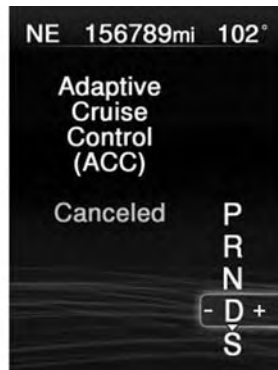 NE 156789mi 102°
Adaptive
Cruise
Control
(ACC)
Canceled
P
R
N
- D +
S